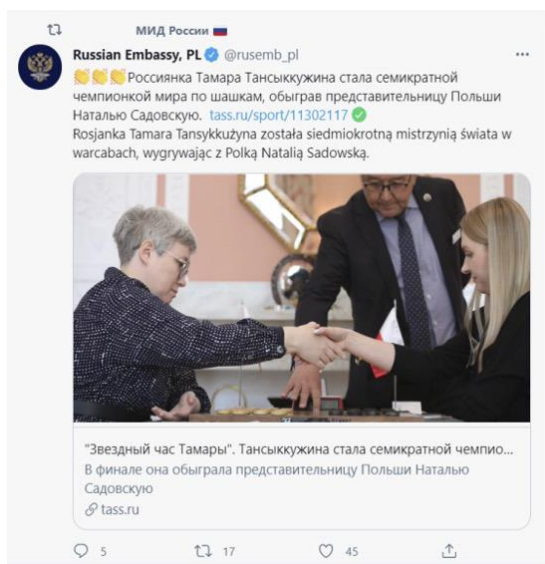 МИД России
Russian Embassy, PL @rusemb_pl
Россиянка Тамара Тансыккужина стала семикратной
чемпионкой мира по шашкам, обыграв представительницу Польши
Наталью Садовскую. tass.ru/sport/11302117
Rosjanka Tamara Tansykkużyna została siedmiokrotną mistrzynią świata w
warcabach, wygrywając z Polką Natalią Sadowską.
"Звездный час Тамары". Тансыккужина стала семикратной чемпио...
В финале она обыграла представительницу Польши Наталью
Садовскую
tass.ru
5 17 45